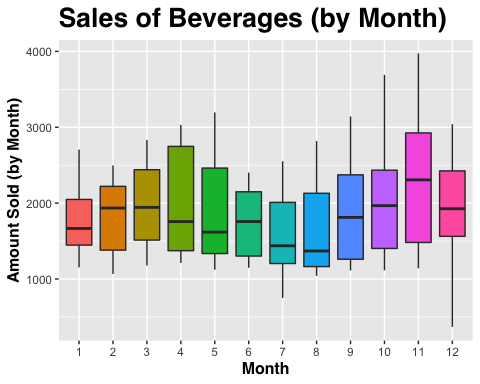 Sales of Beverages (by Month)
Amount Sold (by Month)
4000
3000
2000
1000
1 2 3 4 5 6 7 8 9 10 11 12
Month